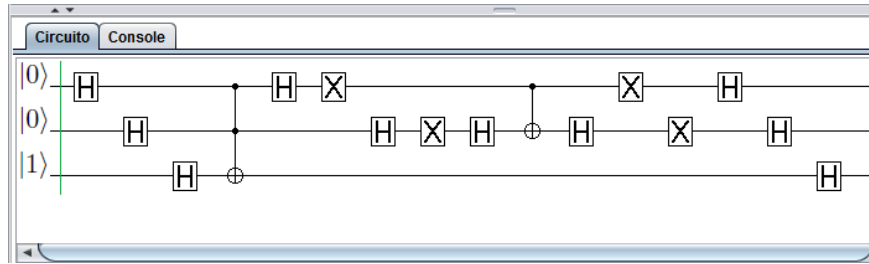 Circuito Console
|0⟩ H H X X H
|0⟩ H H X H H X H
|1⟩ H H